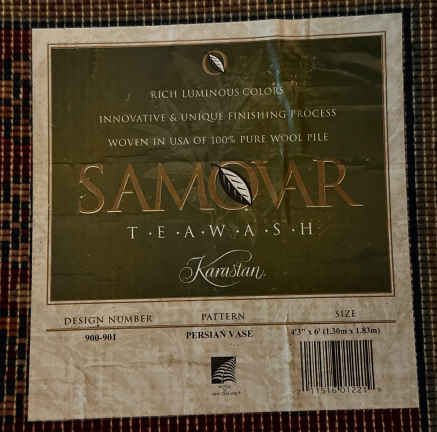 RICH LUMINOUS COLORS
INNOVATIVE & UNIQUE FINISHING PROCESS
WOVEN IN USA OF 100% PURE WOOL PILE
SAMOVAR
T·E·A·W·A·S·H
Karastan
DESIGN NUMBER PATTERN SIZE
900-901 PERSIAN VASE 4'3" x 6' (1.30m x 1.83m)